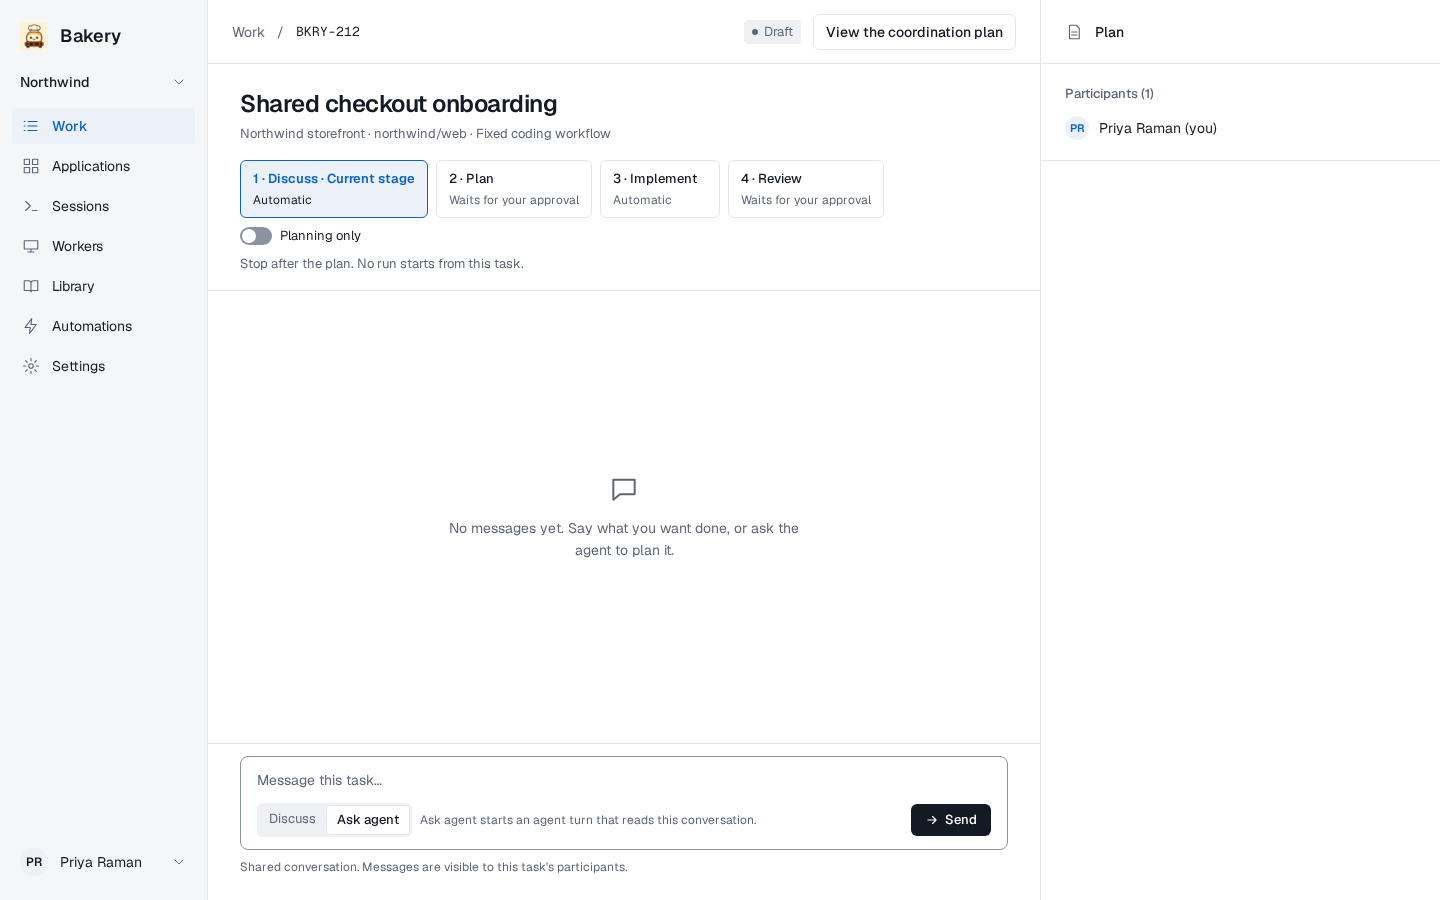 Bakery
Northwind
Work
Applications
Sessions
Workers
Library
Automations
Settings
PR Priya Raman
Work / BKRY-212
Draft
View the coordination plan
Shared checkout onboarding
Northwind storefront · northwind/web · Fixed coding workflow
1 · Discuss · Current stage
Automatic
2 · Plan
Waits for your approval
3 · Implement
Automatic
4 · Review
Waits for your approval
Planning only
Stop after the plan. No run starts from this task.
No messages yet. Say what you want done, or ask the
agent to plan it.
Message this task...
Discuss Ask agent Ask agent starts an agent turn that reads this conversation. → Send
Shared conversation. Messages are visible to this task's participants.
Plan
Participants (1)
PR Priya Raman (you)